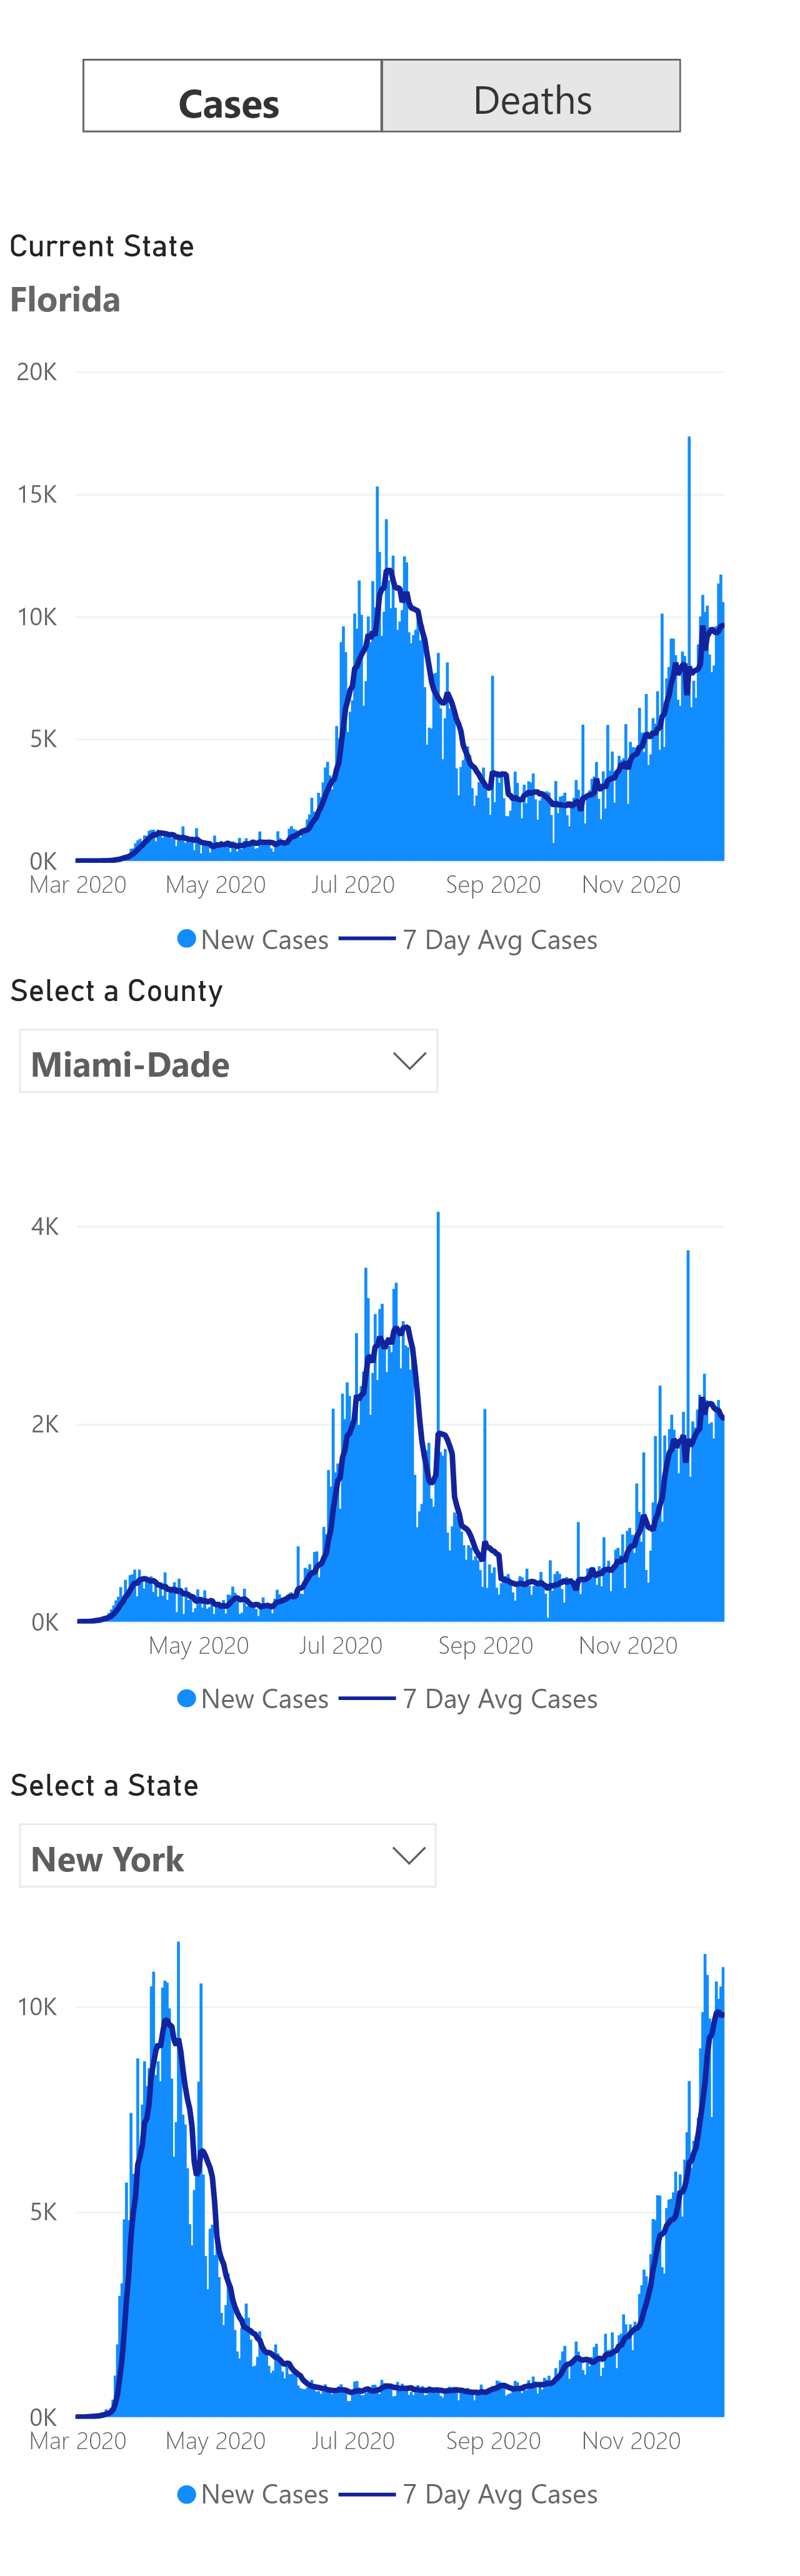 Cases Deaths
Current State
Florida
20K
15K
10K
5K
0K
Mar 2020 May 2020 Jul 2020 Sep 2020 Nov 2020
New Cases 7 Day Avg Cases
Select a County
Miami-Dade
4K
2K
0K
May 2020 Jul 2020 Sep 2020 Nov 2020
New Cases 7 Day Avg Cases
Select a State
New York
10K
5K
0K
Mar 2020 May 2020 Jul 2020 Sep 2020 Nov 2020
New Cases 7 Day Avg Cases